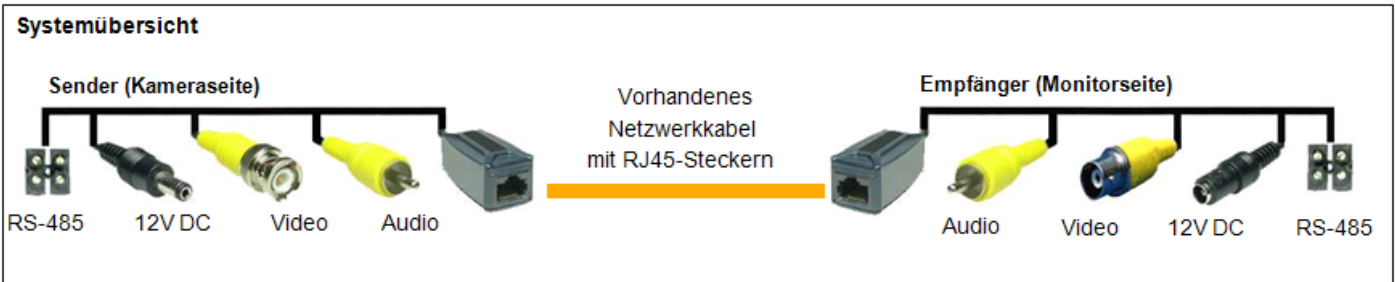 Systemübersicht
Sender (Kameraseite)
RS-485
12V DC
Video
Audio
Vorhandenes
Netzwerkkabel
mit RJ45-Steckern
Empfänger (Monitorseite)
Audio
Video
12V DC
RS-485